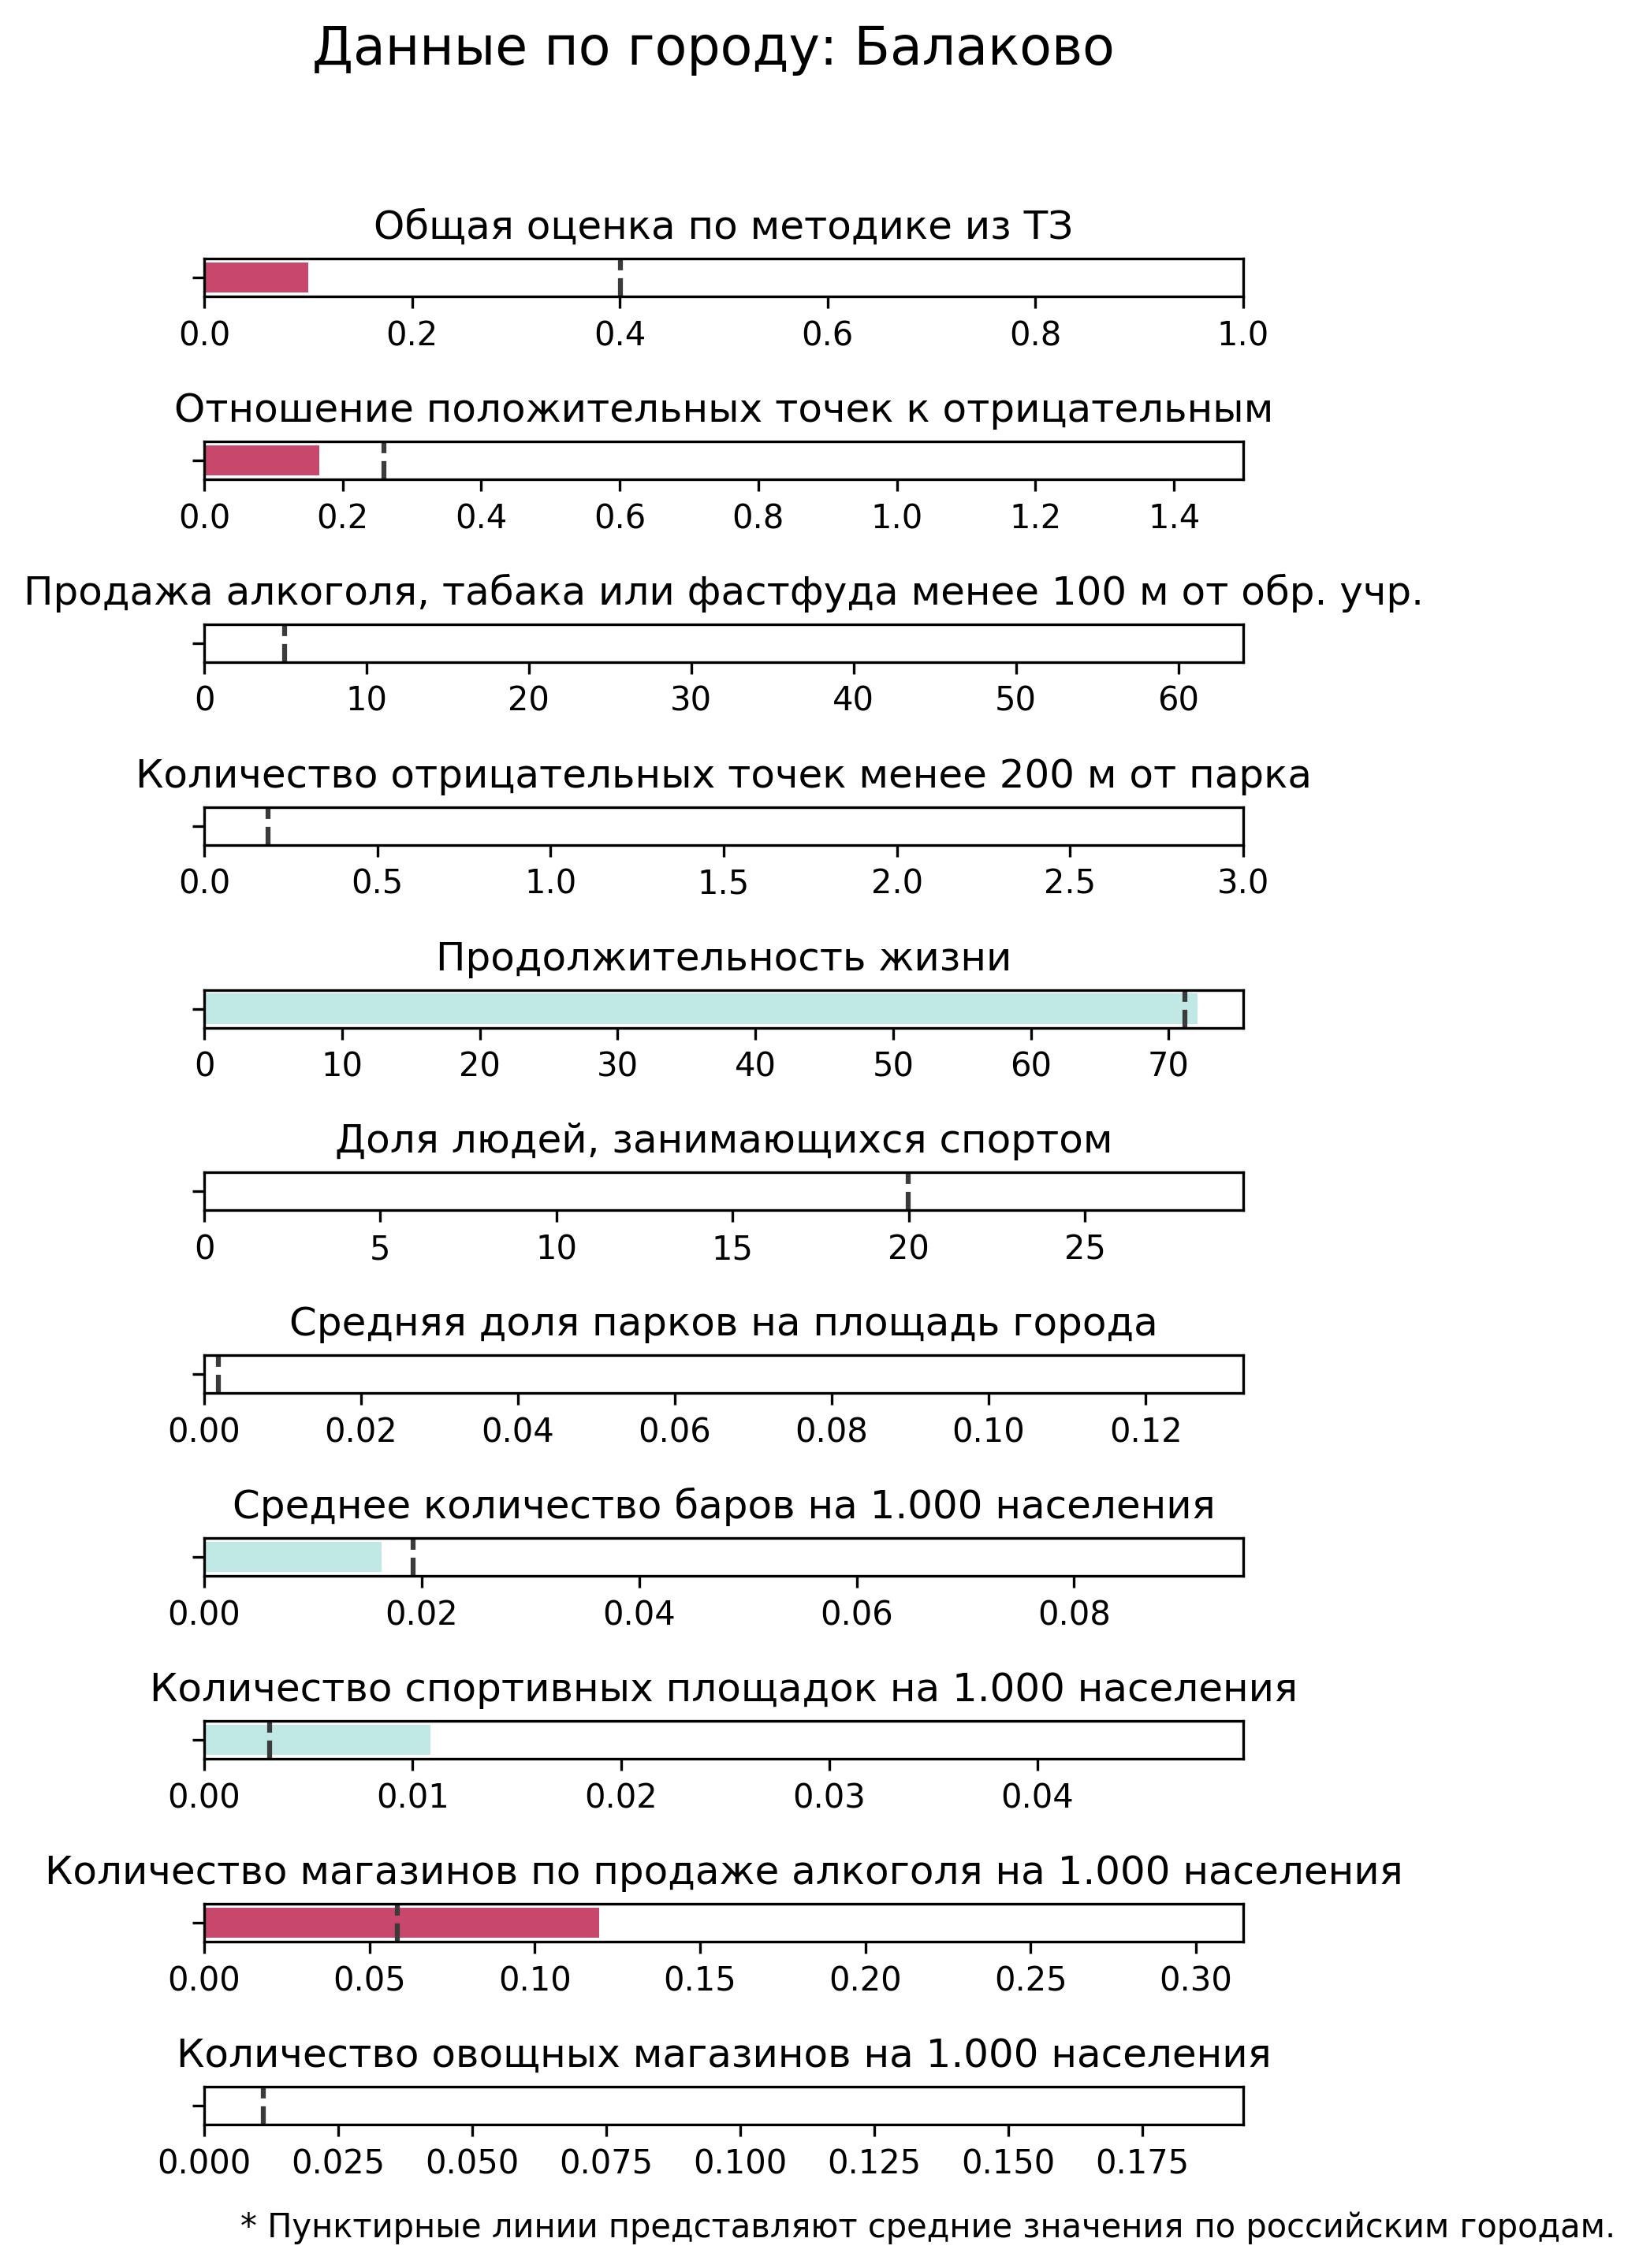 Данные по городу: Балаково
Общая оценка по методике из ТЗ
0.0 0.2 0.4 0.6 0.8 1.0
Отношение положительных точек к отрицательным
0.0 0.2 0.4 0.6 0.8 1.0 1.2 1.4
Продажа алкоголя, табака или фастфуда менее 100 м от обр. учр.
0 10 20 30 40 50 60
Количество отрицательных точек менее 200 м от парка
0.0 0.5 1.0 1.5 2.0 2.5 3.0
Продолжительность жизни
0 10 20 30 40 50 60 70
Доля людей, занимающихся спортом
0 5 10 15 20 25
Средняя доля парков на площадь города
0.00 0.02 0.04 0.06 0.08 0.10 0.12
Среднее количество баров на 1.000 населения
0.00 0.02 0.04 0.06 0.08
Количество спортивных площадок на 1.000 населения
0.00 0.01 0.02 0.03 0.04
Количество магазинов по продаже алкоголя на 1.000 населения
0.00 0.05 0.10 0.15 0.20 0.25 0.30
Количество овощных магазинов на 1.000 населения
0.000 0.025 0.050 0.075 0.100 0.125 0.150 0.175
* Пунктирные линии представляют средние значения по российским городам.